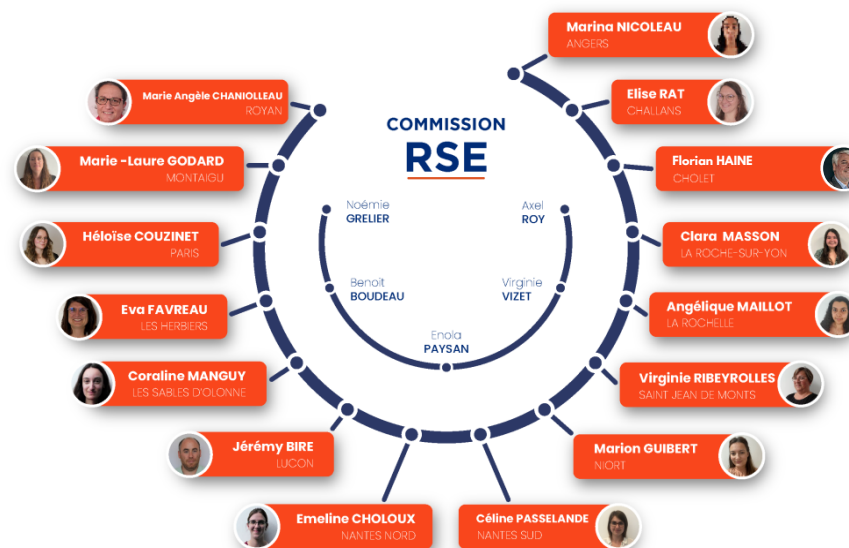 COMMISSION
RSE
Marie Angèle CHANIOLLEAU
ROYAN
Marie -Laure GODARD
MONTAIGU
Héloïse COUZINET
PARIS
Eva FAVREAU
LES HERBIERS
Coraline MANGUY
LES SABLES D'OLONNE
Jérémy BIRE
LUCON
Emeline CHOLOUX
NANTES NORD
Céline PASSELANDE
NANTES SUD
Marion GUIBERT
NIORT
Virginie RIBEYROLLES
SAINT JEAN DE MONTS
Angélique MAILLOT
LA ROCHELLE
Clara MASSON
LA ROCHE-SUR-YON
Florian HAINE
CHOLET
Elise RAT
CHALLANS
Marina NICOLEAU
ANGERS
Noémie
GRELIER
Benoit
BOUDEAU
Enola
PAYSAN
Virginie
VIZET
Axel
ROY